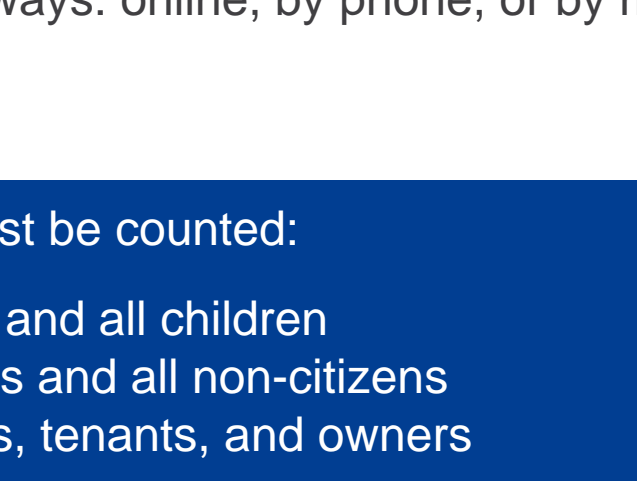 ways: online, by phone, or by
st be counted:
and all children
s and all non-citizens
s, tenants, and owners